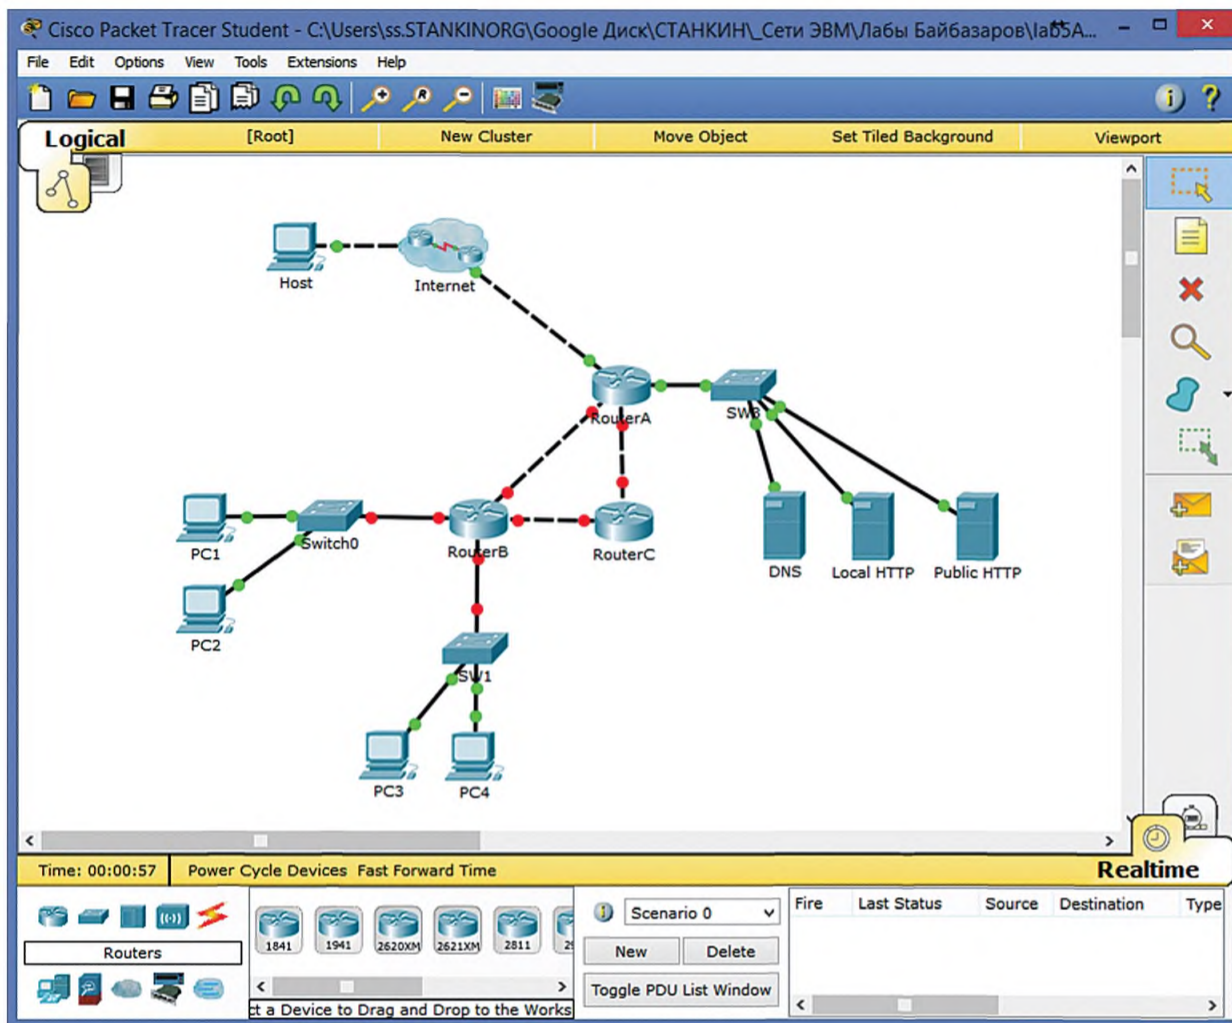 Cisco Packet Tracer Student - C:\Users\ss.STANKINORG\Google Диск\СТАНКИН\_Сети ЭВМ\Лабы Байбазаров\lab5A...
File Edit Options View Tools Extensions Help
Logical [Root] New Cluster Move Object Set Tiled Background Viewport
Host
Internet
RouterA
SW3
PC1
Switch0
RouterB
RouterC
DNS
Local HTTP
Public HTTP
PC2
SW1
PC3
PC4
Time: 00:00:57 Power Cycle Devices Fast Forward Time Realtime
Routers
1841 1941 2620XM 2621XM 2811
ct a Device to Drag and Drop to the Works
Scenario 0
New Delete
Toggle PDU List Window
Fire Last Status Source Destination Type